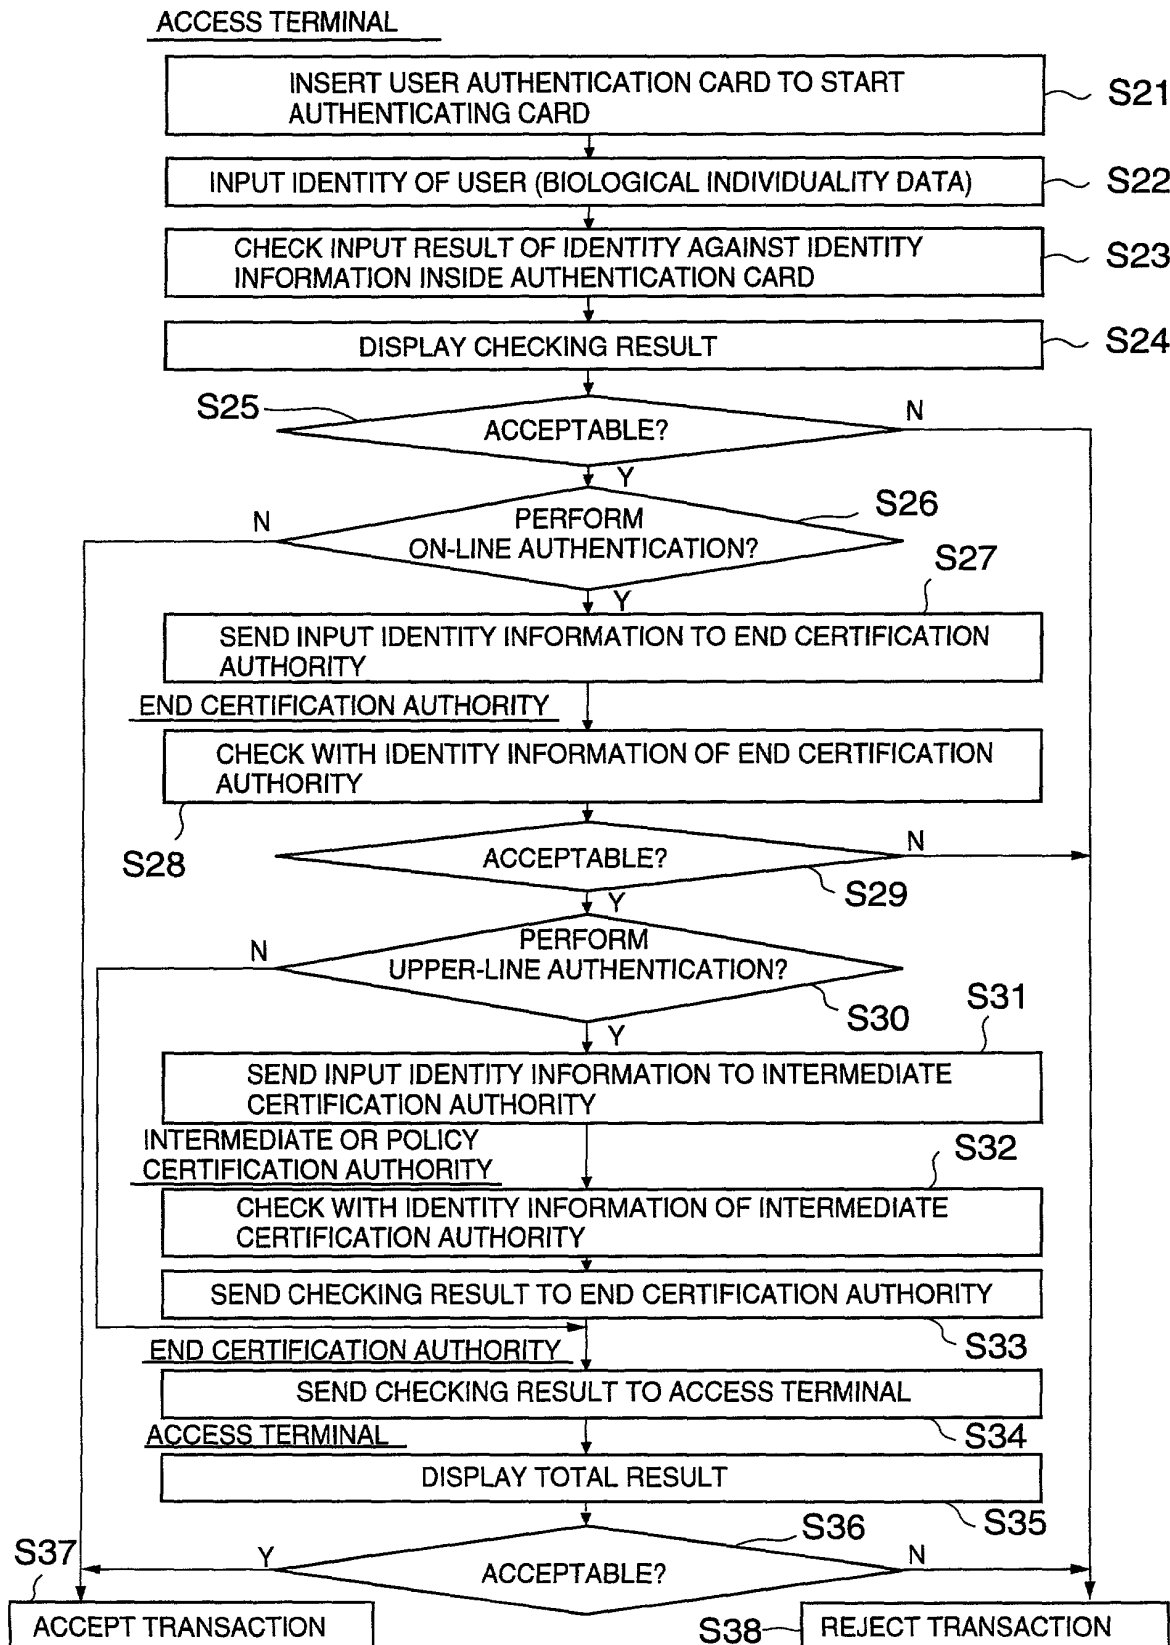 ACCESS TERMINAL
INSERT USER AUTHENTICATION CARD TO START
AUTHENTICATING CARD
S21
INPUT IDENTITY OF USER (BIOLOGICAL INDIVIDUALITY DATA)
S22
CHECK INPUT RESULT OF IDENTITY AGAINST IDENTITY
INFORMATION INSIDE AUTHENTICATION CARD
S23
DISPLAY CHECKING RESULT
S24
S25
ACCEPTABLE?
N
Y
S26
N
PERFORM
ON-LINE AUTHENTICATION?
S27
Y
SEND INPUT IDENTITY INFORMATION TO END CERTIFICATION
AUTHORITY
END CERTIFICATION AUTHORITY
CHECK WITH IDENTITY INFORMATION OF END CERTIFICATION
AUTHORITY
S28
ACCEPTABLE?
N
S29
Y
N
PERFORM
UPPER-LINE AUTHENTICATION?
S30
S31
Y
SEND INPUT IDENTITY INFORMATION TO INTERMEDIATE
CERTIFICATION AUTHORITY
INTERMEDIATE OR POLICY
CERTIFICATION AUTHORITY
S32
CHECK WITH IDENTITY INFORMATION OF INTERMEDIATE
CERTIFICATION AUTHORITY
SEND CHECKING RESULT TO END CERTIFICATION AUTHORITY
S33
END CERTIFICATION AUTHORITY
SEND CHECKING RESULT TO ACCESS TERMINAL
S34
ACCESS TERMINAL
DISPLAY TOTAL RESULT
S35
S36
S37
Y
ACCEPTABLE?
N
ACCEPT TRANSACTION
S38
REJECT TRANSACTION